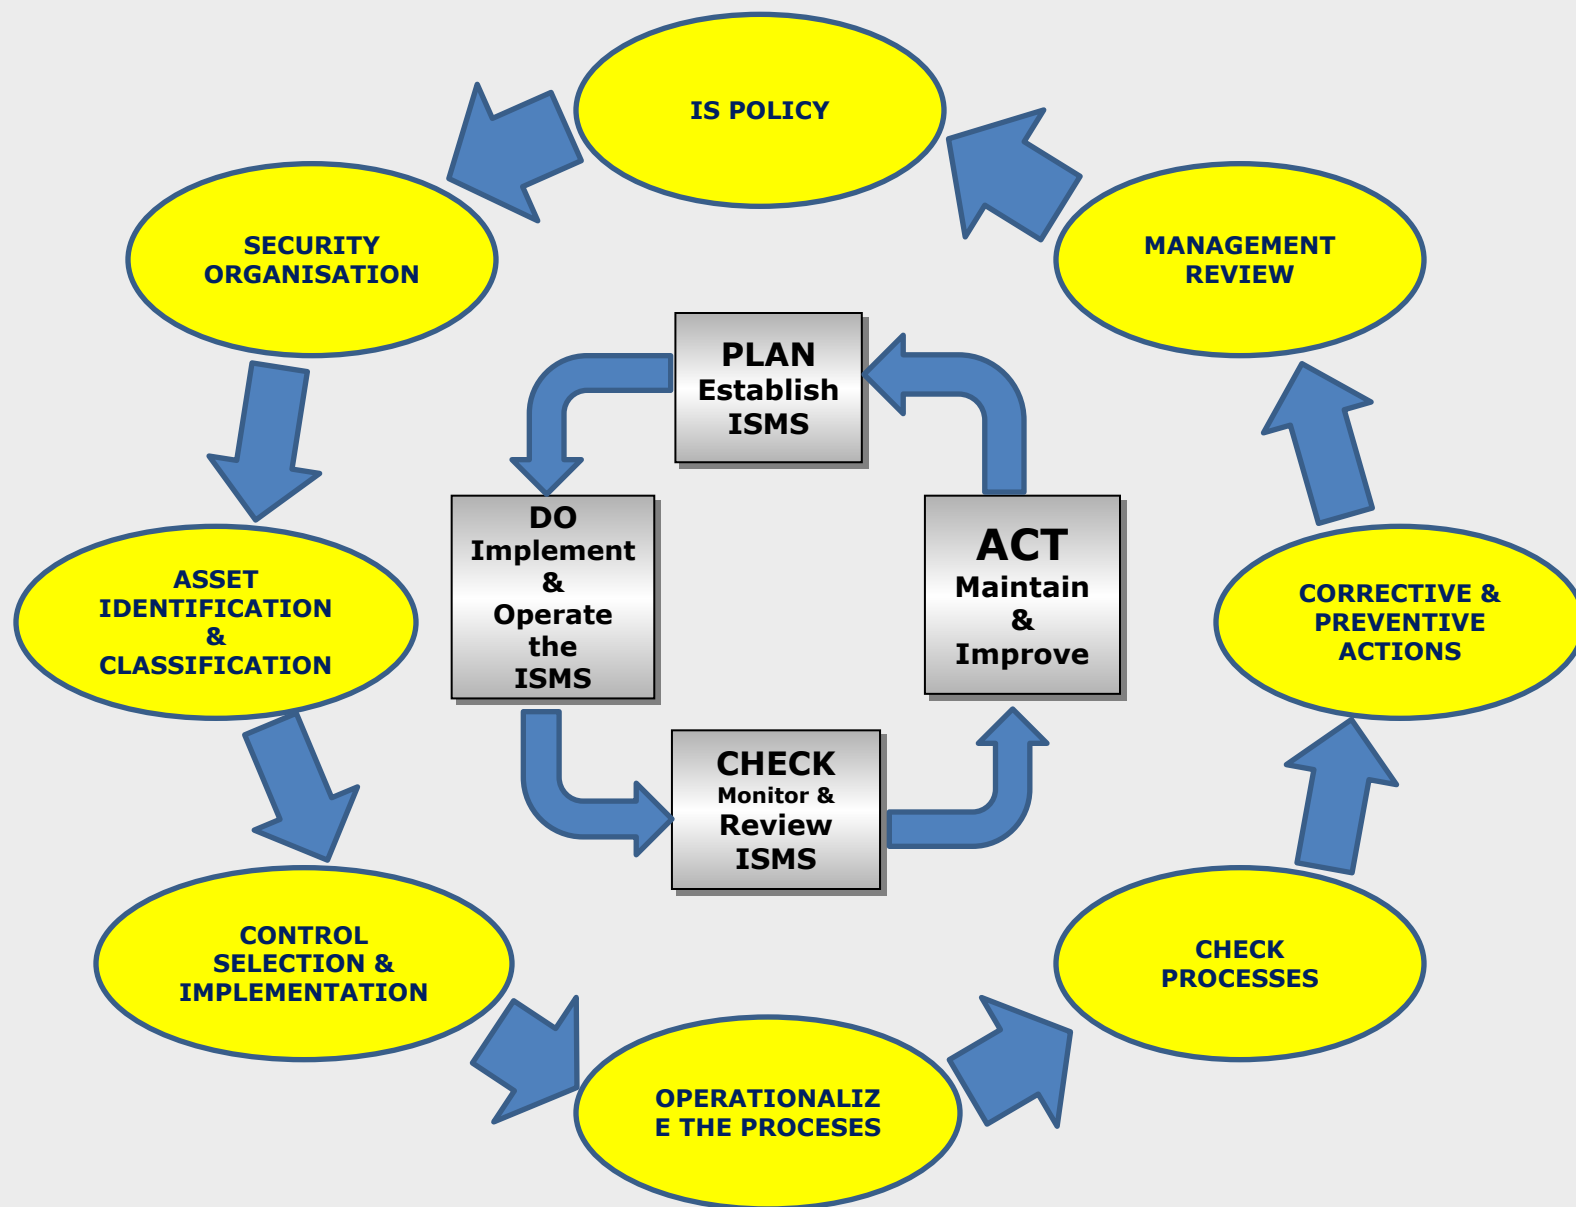 IS POLICY
SECURITY
ORGANISATION
MANAGEMENT
REVIEW
PLAN
Establish
ISMS
DO
Implement
&
Operate
the
ISMS
ACT
Maintain
&
Improve
ASSET
IDENTIFICATION
&
CLASSIFICATION
CORRECTIVE &
PREVENTIVE
ACTIONS
CHECK
Monitor &
Review
ISMS
CONTROL
SELECTION &
IMPLEMENTATION
CHECK
PROCESSES
OPERATIONALIZ
E THE PROCESES